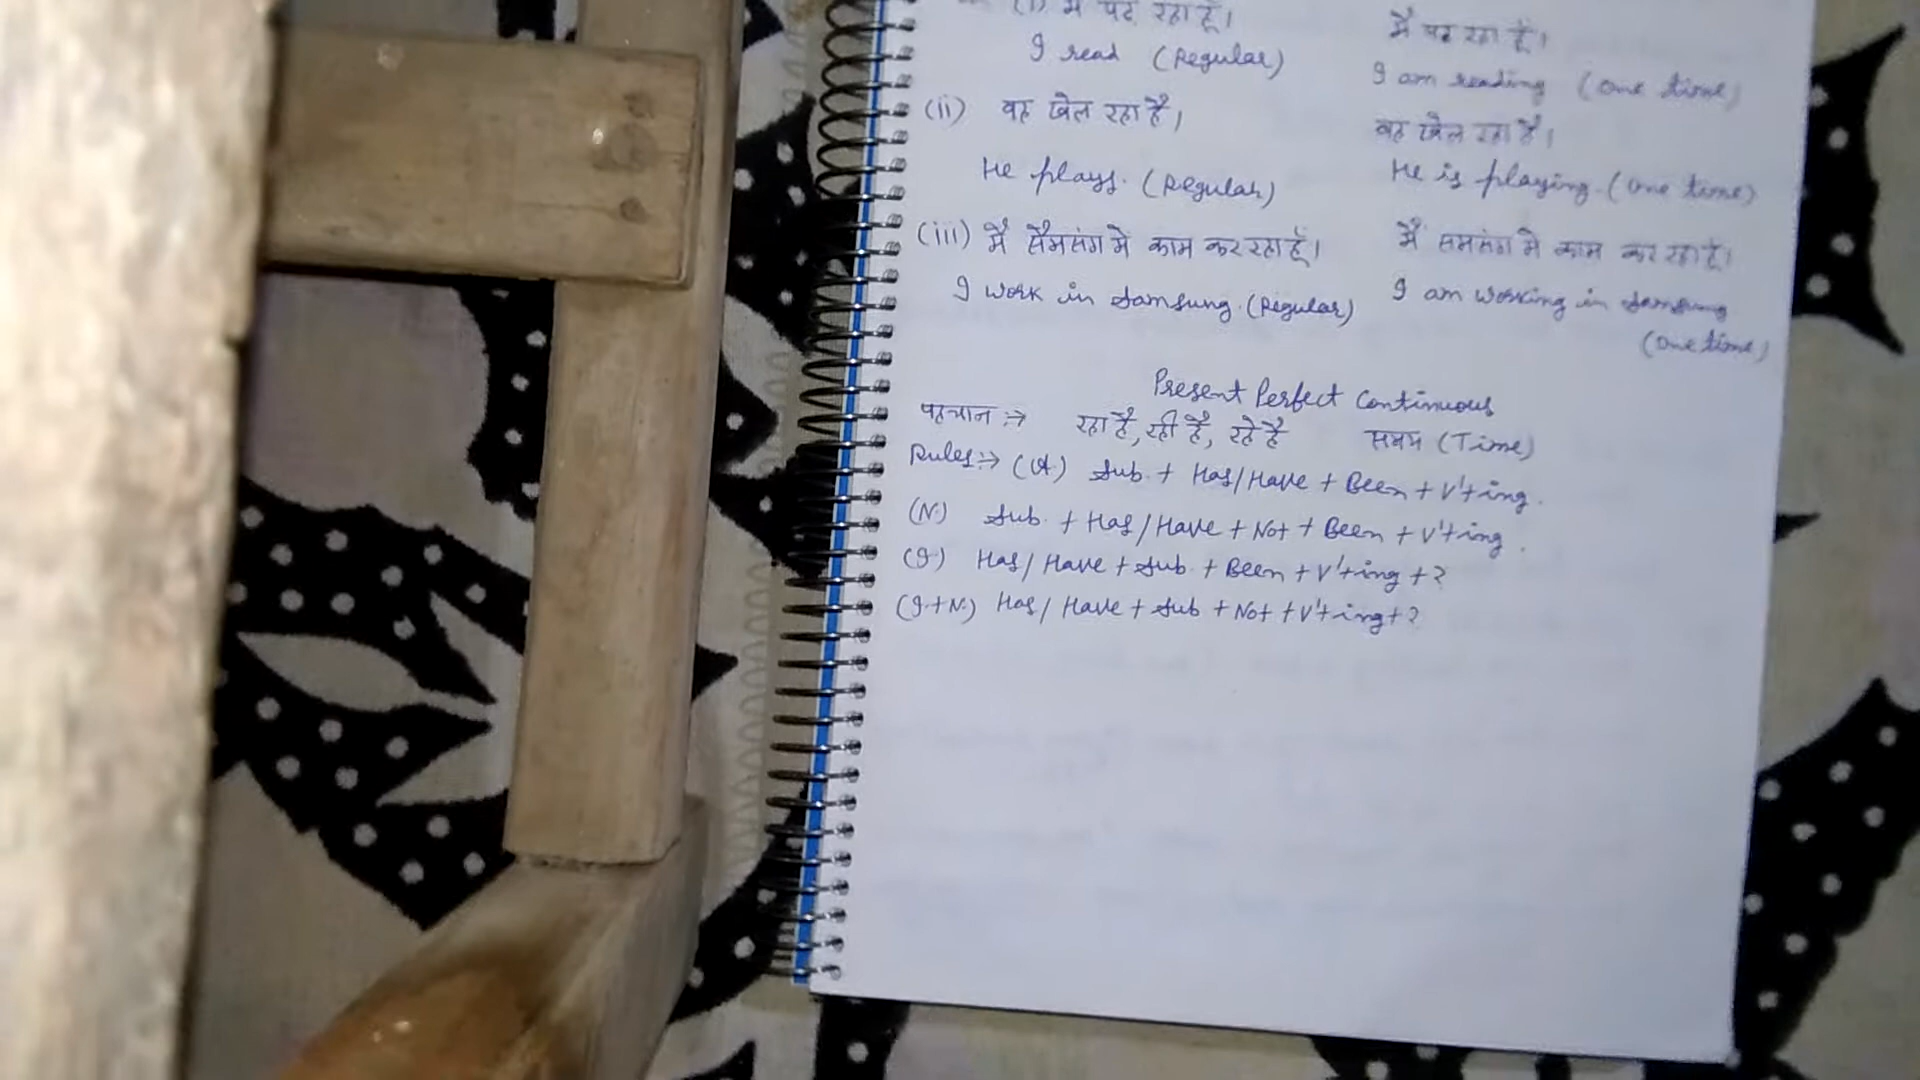 (i) मैं पढ़ रहा हूँ। मैं पढ़ रहा हूँ।
I read (Regular) I am reading (One time)
(ii) वह खेल रहा है। वह खेल रहा है।
He plays. (Regular) He is playing. (One time)
(iii) मैं सैमसंग मे काम कर रहा हूँ। मैं समसंग मे काम कर रहा हूँ।
I work in Samsung. (Regular) I am working in Samsung
(One time)
Present Perfect Continuous
पहचान :→ रहा है, रही है, रहे है समय (Time)
Rules :→ (A.) Sub. + Has/Have + Been + V¹+ing.
(N.) Sub. + Has/Have + Not + Been + V¹+ing.
(I.) Has/Have + Sub. + Been + V¹+ing + ?
(I.+N.) Has/Have + Sub + Not + V¹+ing+?